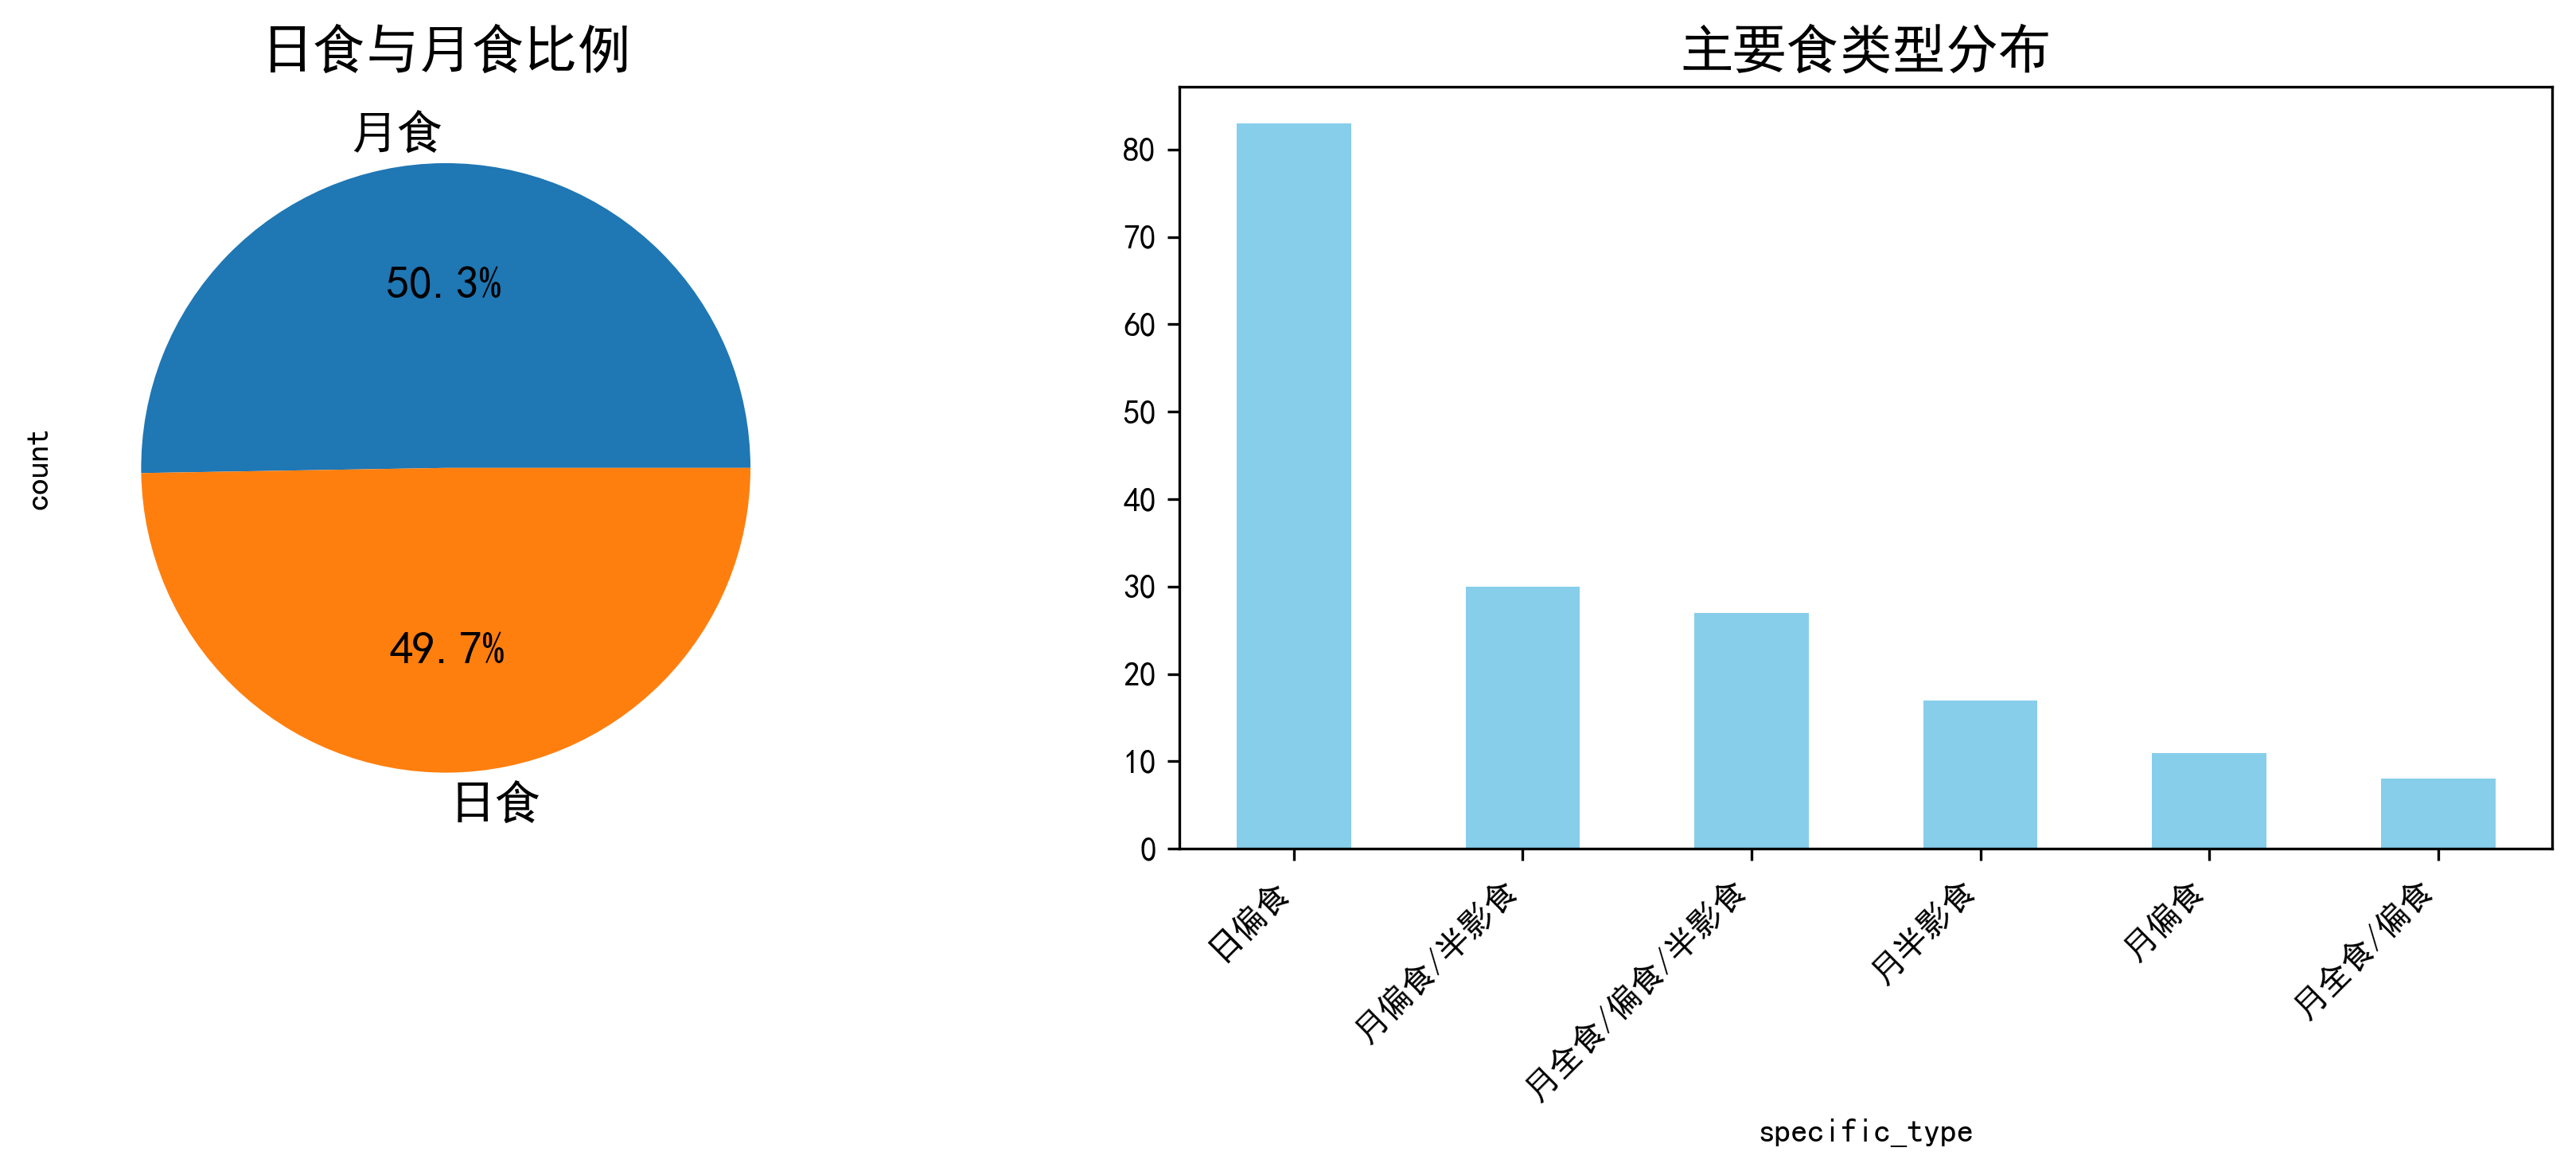 日食与月食比例
月食
50.3%
count
49.7%
日食
主要食类型分布
80
70
60
50
40
30
20
10
0
日偏食
月偏食/半影食
月全食/偏食/半影食
月半影食
月偏食
月全食/偏食
specific_type